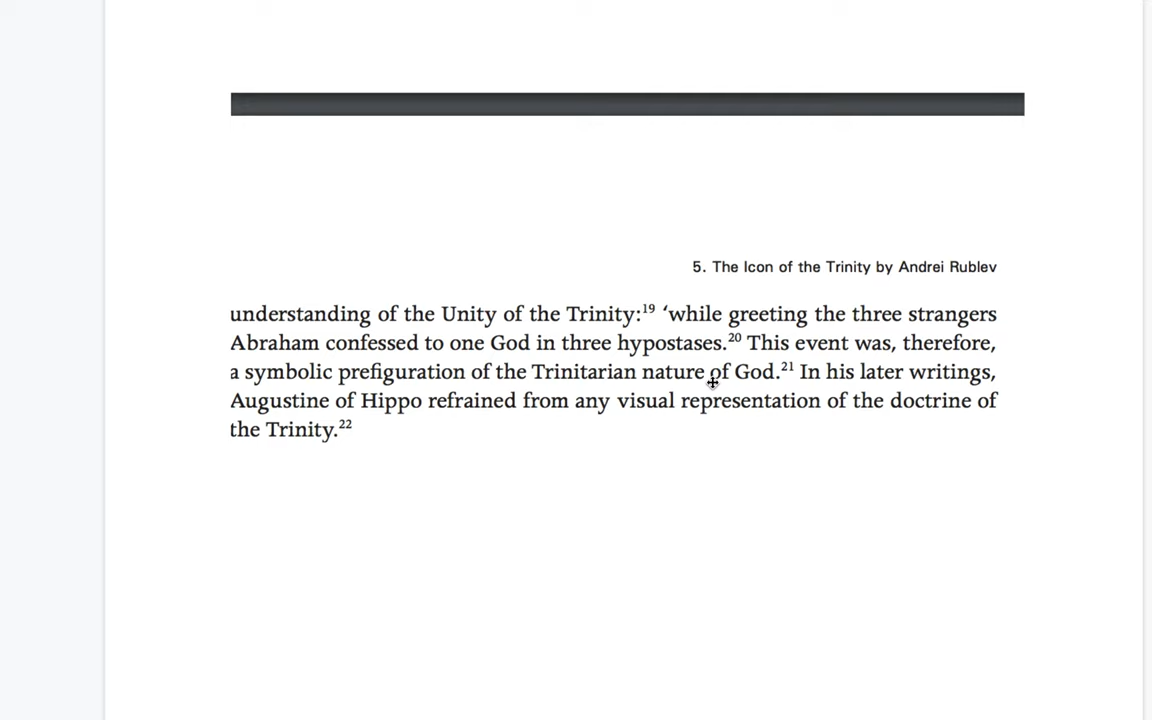 5. The Icon of the Trinity by Andrei Rublev
understanding of the Unity of the Trinity:¹⁹ ‘while greeting the three strangers
Abraham confessed to one God in three hypostases.²⁰ This event was, therefore,
a symbolic prefiguration of the Trinitarian nature of God.²¹ In his later writings,
Augustine of Hippo refrained from any visual representation of the doctrine of
the Trinity.²²